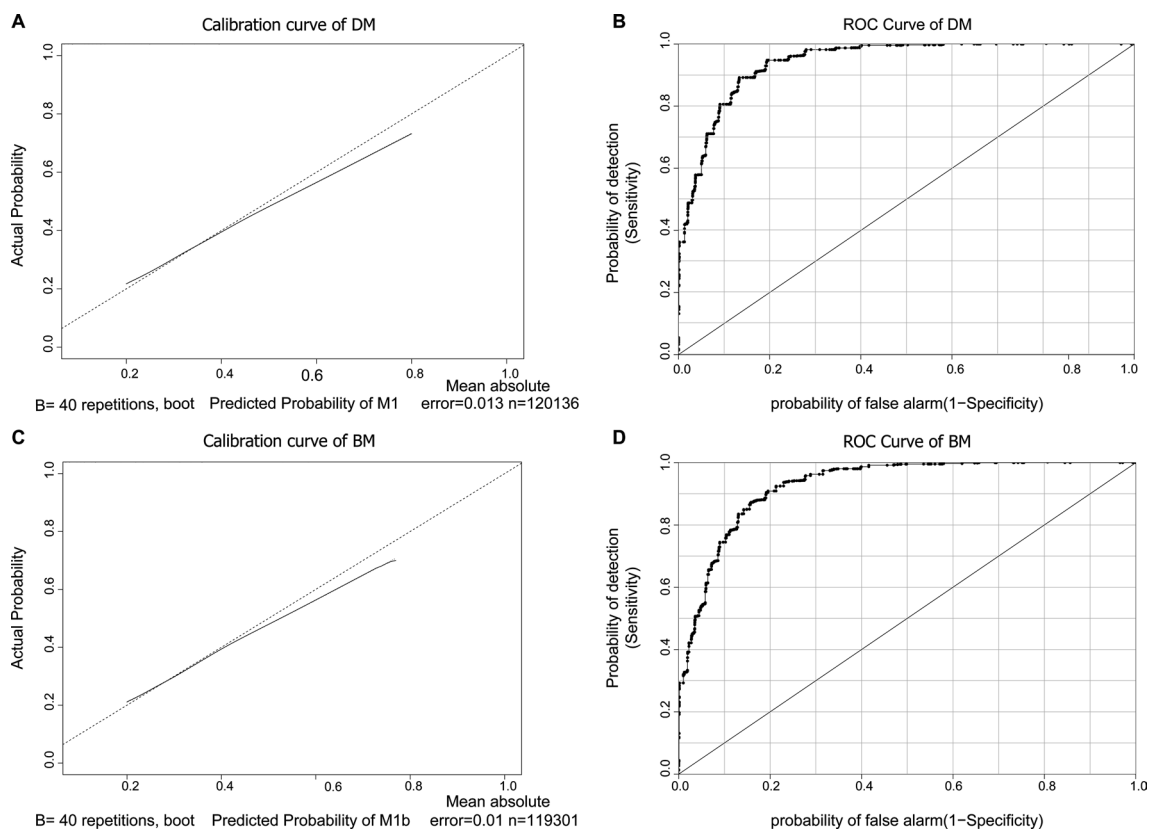 A
Calibration curve of DM
Actual Probability
0.0 0.2 0.4 0.6 0.8 1.0
0.2 0.4 0.6 0.8 1.0
Mean absolute
B= 40 repetitions, boot Predicted Probability of M1 error=0.013 n=120136
B
ROC Curve of DM
Probability of detection
(Sensitivity)
0.0 0.2 0.4 0.6 0.8 1.0
0.0 0.2 0.4 0.6 0.8 1.0
probability of false alarm(1−Specificity)
C
Calibration curve of BM
Actual Probability
0.0 0.2 0.4 0.6 0.8 1.0
0.2 0.4 0.6 0.8 1.0
Mean absolute
B= 40 repetitions, boot Predicted Probability of M1b error=0.01 n=119301
D
ROC Curve of BM
Probability of detection
(Sensitivity)
0.0 0.2 0.4 0.6 0.8 1.0
0.0 0.2 0.4 0.6 0.8 1.0
probability of false alarm(1−Specificity)